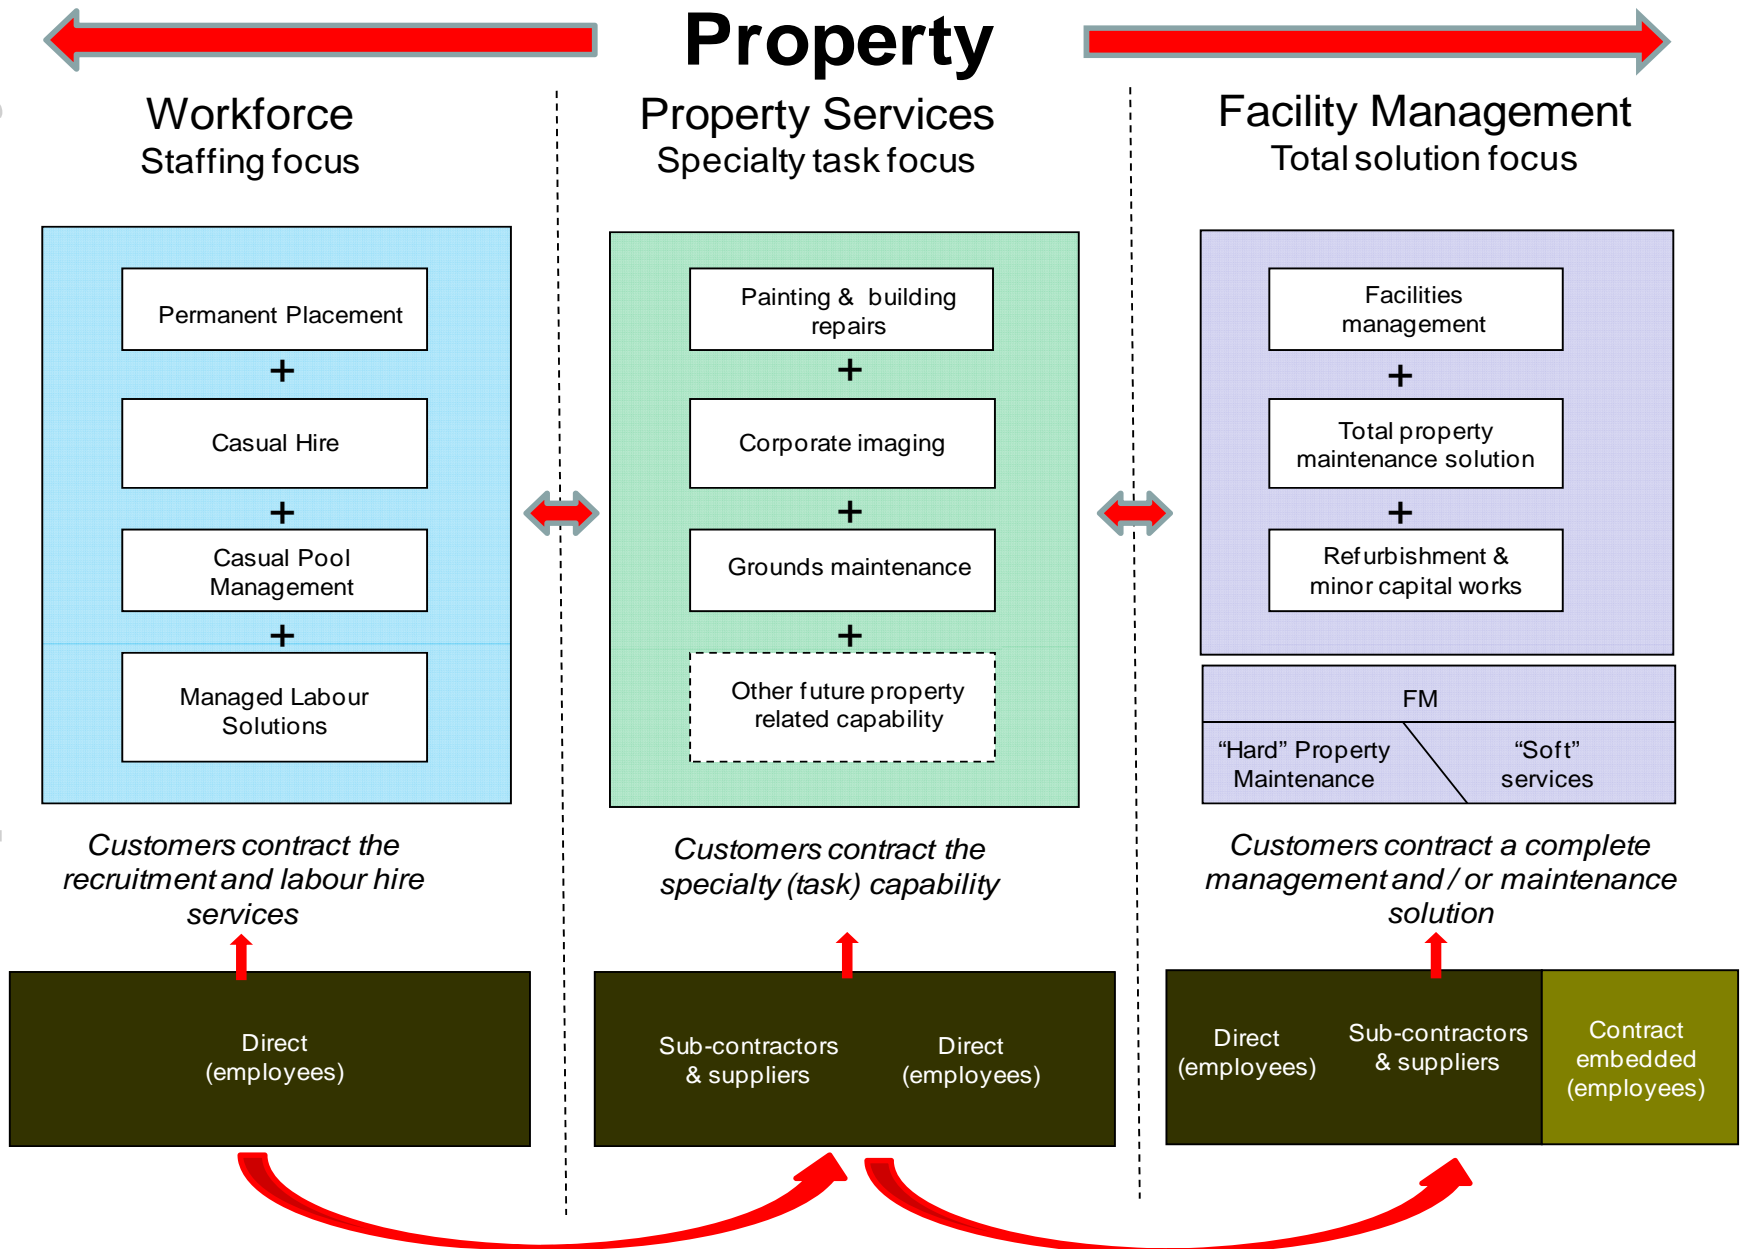 Property
Workforce
Staffing focus
Permanent Placement
+
Casual Hire
+
Casual Pool
Management
+
Managed Labour
Solutions
Customers contract the
recruitment and labour hire
services
Direct
(employees)
Property Services
Specialty task focus
Painting & building
repairs
+
Corporate imaging
+
Grounds maintenance
+
Other future property
related capability
Customers contract the
specialty (task) capability
Sub-contractors
& suppliers
Direct
(employees)
Facility Management
Total solution focus
Facilities
management
+
Total property
maintenance solution
+
Refurbishment &
minor capital works
FM
“Hard” Property
Maintenance
“Soft”
services
Customers contract a complete
management and / or maintenance
solution
Direct
(employees)
Sub-contractors
& suppliers
Contract
embedded
(employees)